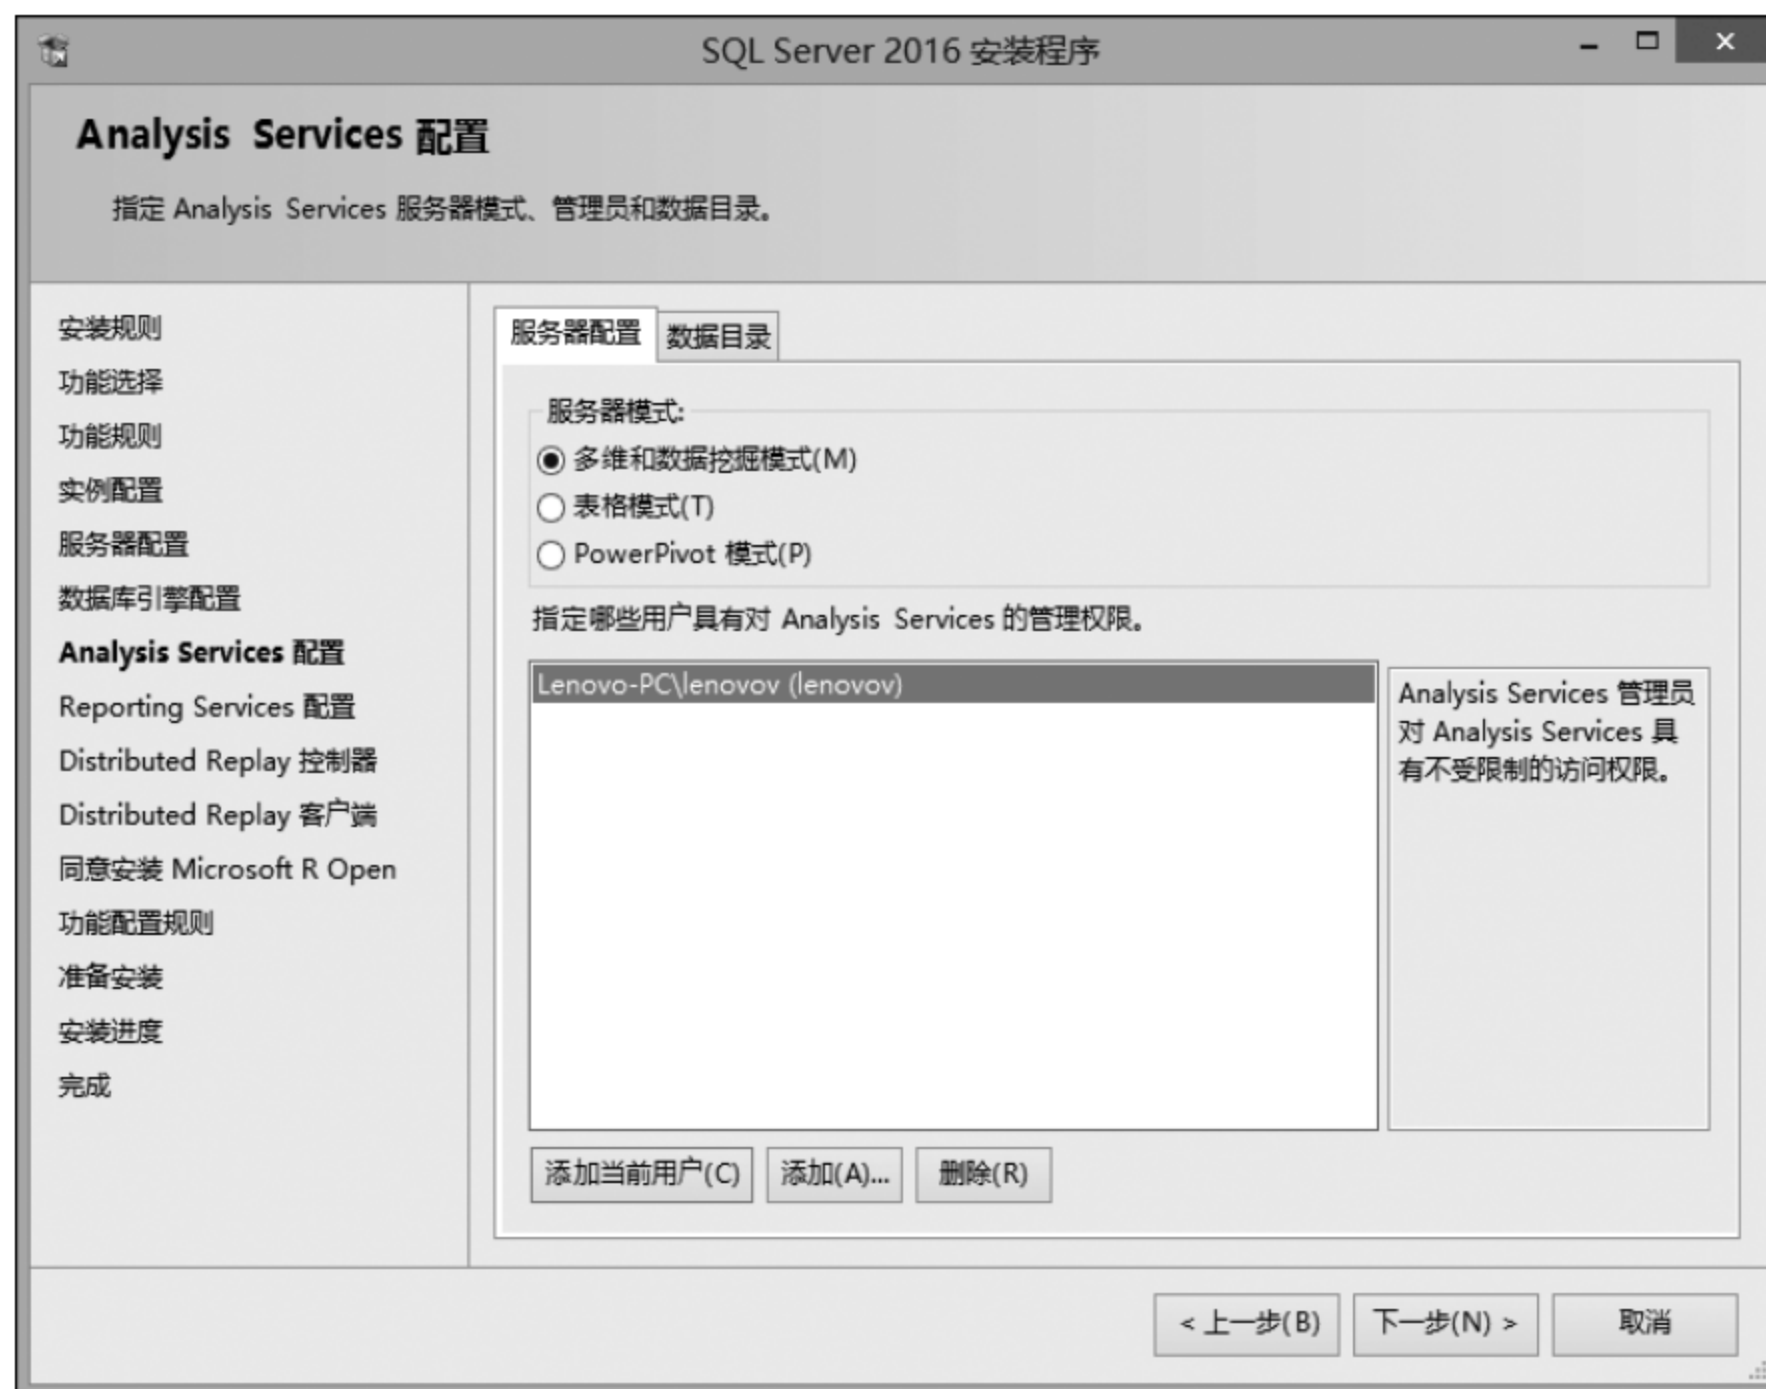 SQL Server 2016 安装程序
Analysis Services 配置
指定 Analysis Services 服务器模式、管理员和数据目录。
安装规则
功能选择
功能规则
实例配置
服务器配置
数据库引擎配置
Analysis Services 配置
Reporting Services 配置
Distributed Replay 控制器
Distributed Replay 客户端
同意安装 Microsoft R Open
功能配置规则
准备安装
安装进度
完成
服务器配置 数据目录
服务器模式:
多维和数据挖掘模式(M)
表格模式(T)
PowerPivot 模式(P)
指定哪些用户具有对 Analysis Services 的管理权限。
Lenovo-PC\lenovov (lenovov)
Analysis Services 管理员
对 Analysis Services 具
有不受限制的访问权限。
添加当前用户(C) 添加(A)... 删除(R)
< 上一步(B) 下一步(N) > 取消